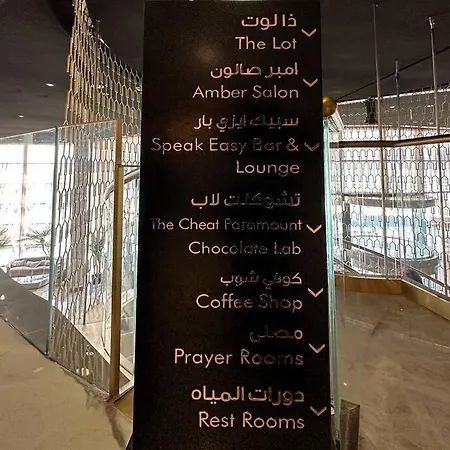 ذا لوت
The Lot
امبر صالون
Amber Salon
سبيك ايزي بار
Speak Easy Bar &
Lounge
تشوكلت لاب
The Cheat Paramount
Chocolate Lab
كوفي شوب
Coffee Shop
مصلى
Prayer Rooms
دورات المياه
Rest Rooms